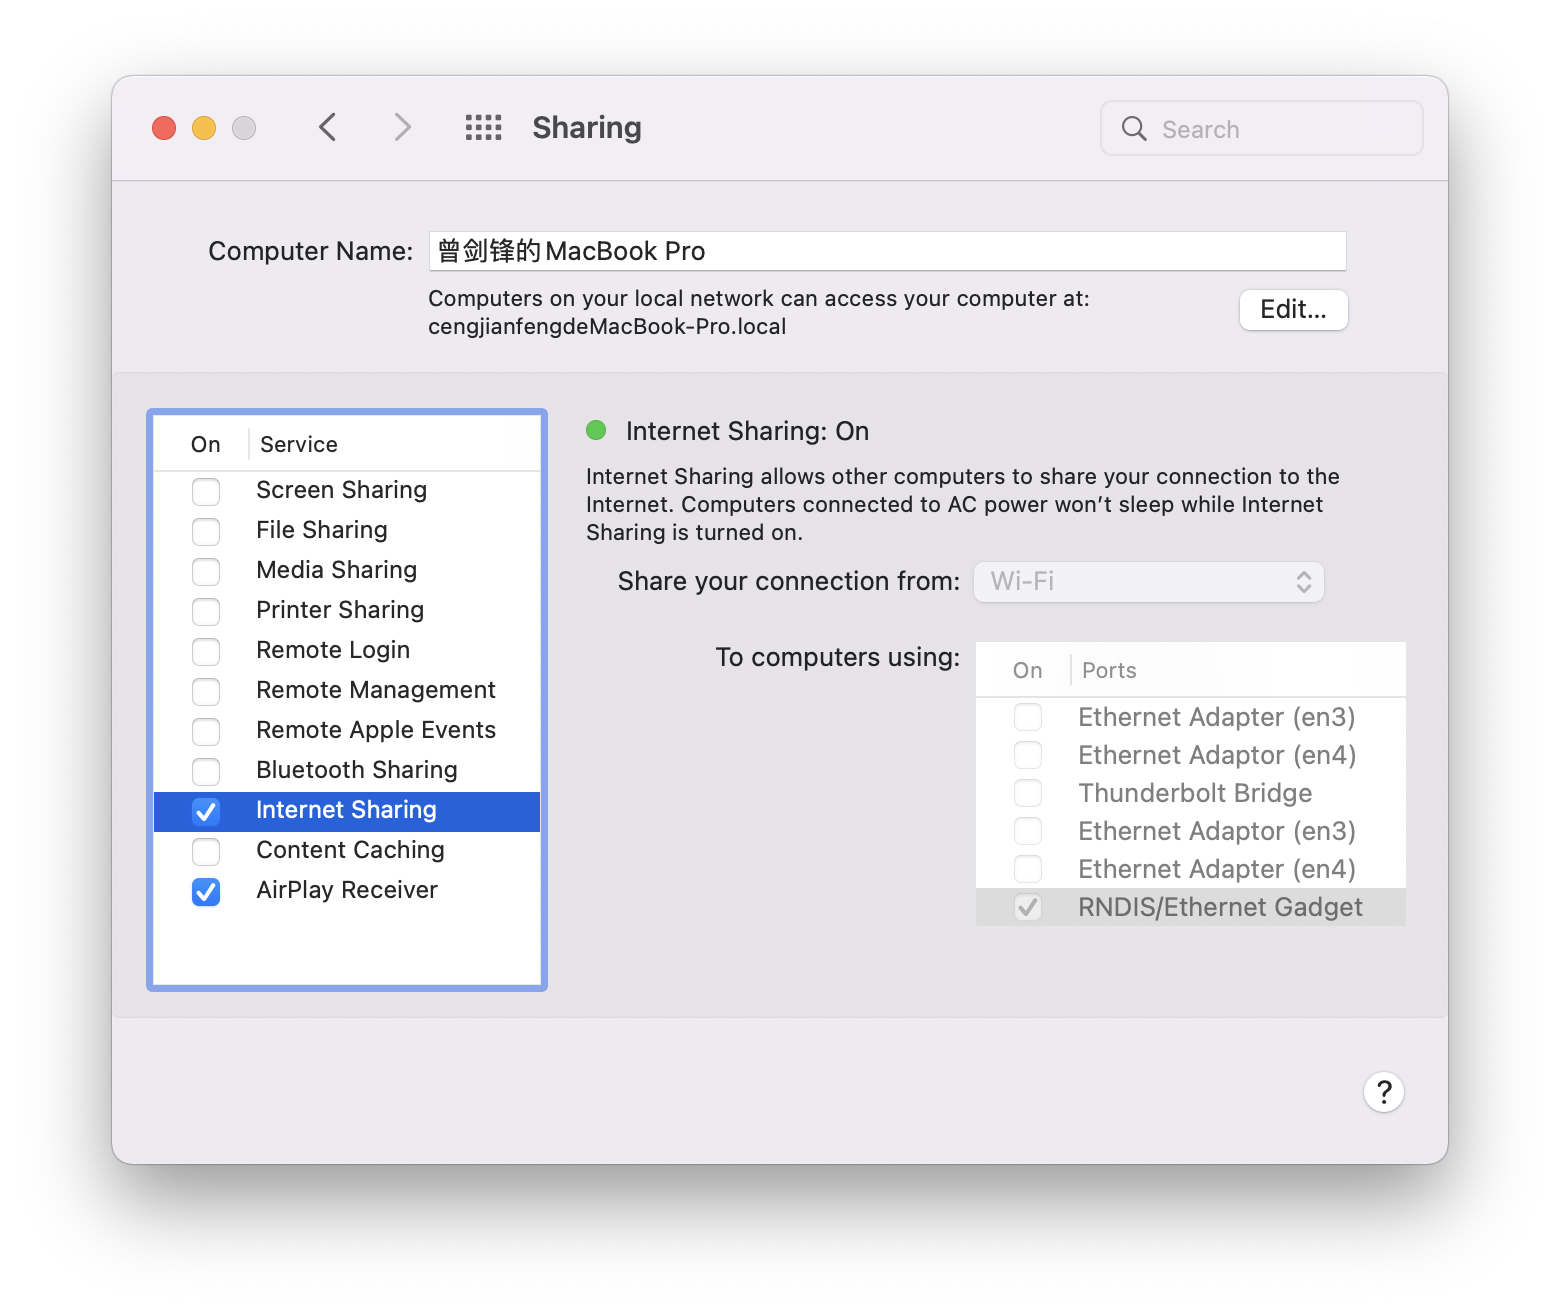 Sharing
Search
Computer Name:
曾剑锋的MacBook Pro
Computers on your local network can access your computer at:
cengjianfengdeMacBook-Pro.local
Edit...
On
Service
Screen Sharing
File Sharing
Media Sharing
Printer Sharing
Remote Login
Remote Management
Remote Apple Events
Bluetooth Sharing
Internet Sharing
Content Caching
AirPlay Receiver
Internet Sharing: On
Internet Sharing allows other computers to share your connection to the
Internet. Computers connected to AC power won’t sleep while Internet
Sharing is turned on.
Share your connection from:
Wi-Fi
To computers using:
On
Ports
Ethernet Adapter (en3)
Ethernet Adaptor (en4)
Thunderbolt Bridge
Ethernet Adaptor (en3)
Ethernet Adapter (en4)
RNDIS/Ethernet Gadget
?